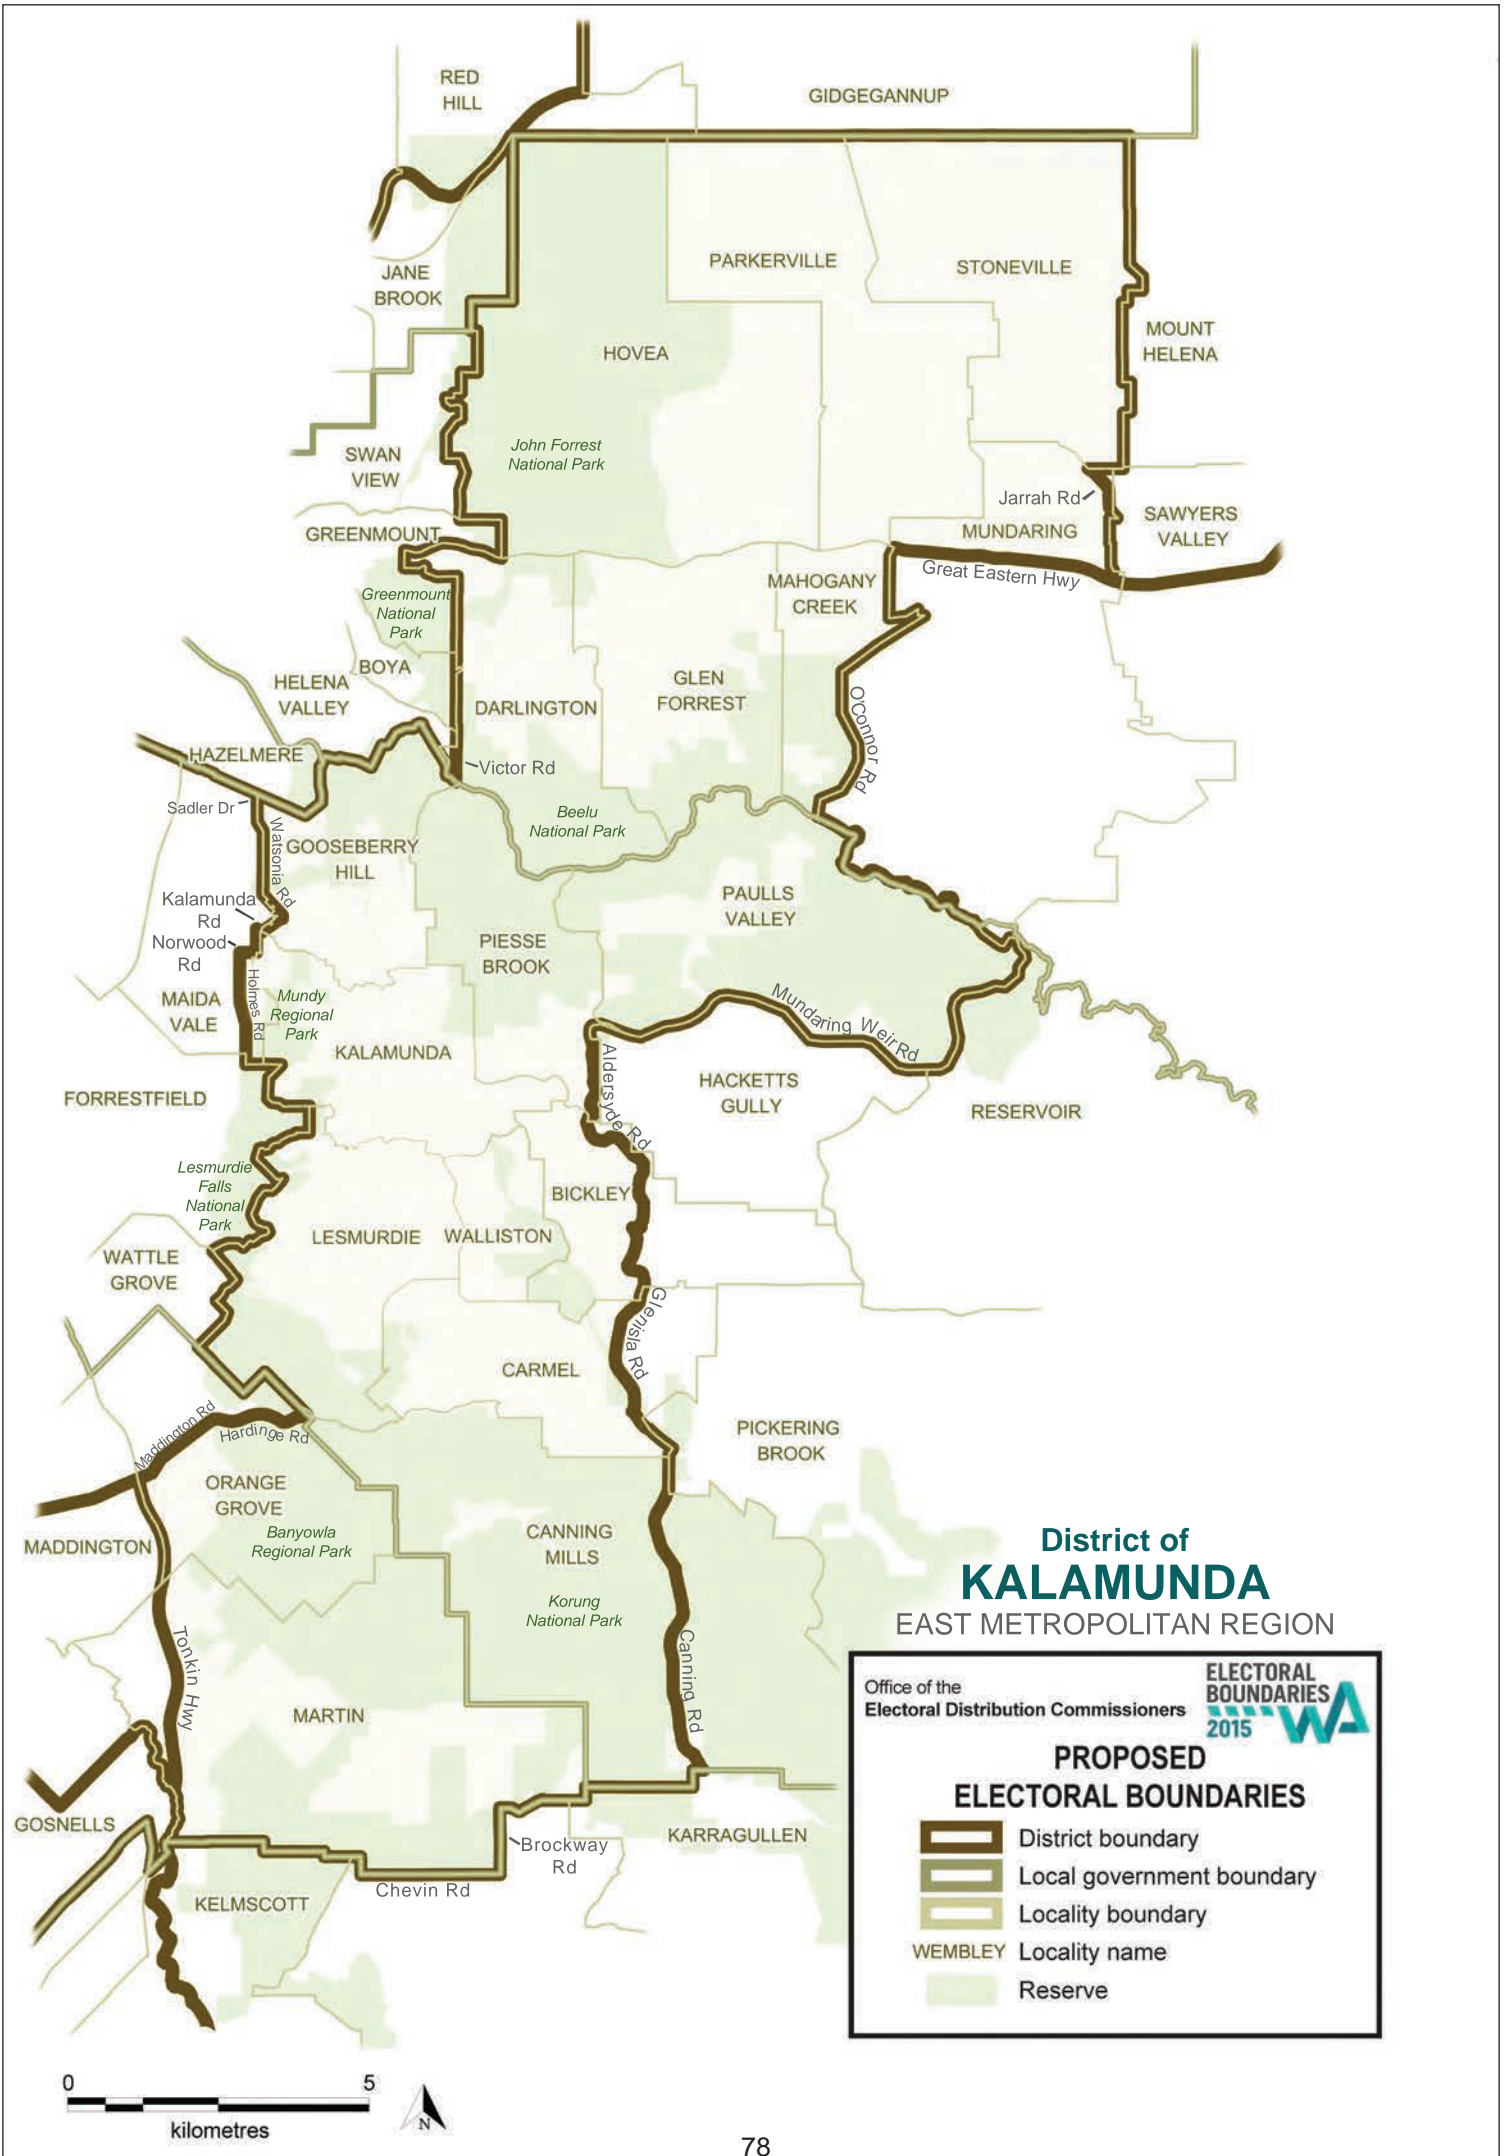 RED
HILL
GIDGEGANNUP
JANE
BROOK
PARKERVILLE
STONEVILLE
MOUNT
HELENA
HOVEA
John Forrest
National Park
SWAN
VIEW
Jarrah Rd
SAWYERS
VALLEY
GREENMOUNT
MUNDARING
Great Eastern Hwy
MAHOGANY
CREEK
Greenmount
National
Park
BOYA
HELENA
VALLEY
GLEN
FORREST
DARLINGTON
O'Connor Rd
HAZELMERE
Victor Rd
Sadler Dr
Beelu
National Park
Watsonia Rd
GOOSEBERRY
HILL
Kalamunda
Rd
PAULLS
VALLEY
Norwood
Rd
PIESSE
BROOK
Holmes Rd
MAIDA
VALE
Mundy
Regional
Park
Mundaring Weir Rd
KALAMUNDA
Aldersyde Rd
HACKETTS
GULLY
FORRESTFIELD
RESERVOIR
Lesmurdie
Falls
National
Park
BICKLEY
LESMURDIE
WALLISTON
WATTLE
GROVE
Glenisla Rd
CARMEL
Maddington Rd
Hardinge Rd
PICKERING
BROOK
ORANGE
GROVE
Banyowla
Regional Park
CANNING
MILLS
MADDINGTON
Korung
National Park
Tonkin Hwy
Canning Rd
MARTIN
GOSNELLS
KARRAGULLEN
Brockway
Rd
Chevin Rd
KELMSCOTT
District of
KALAMUNDA
EAST METROPOLITAN REGION
Office of the
Electoral Distribution Commissioners
ELECTORAL
BOUNDARIES
2015 WA
PROPOSED
ELECTORAL BOUNDARIES
District boundary
Local government boundary
Locality boundary
WEMBLEY Locality name
Reserve
0 5
kilometres
N
78